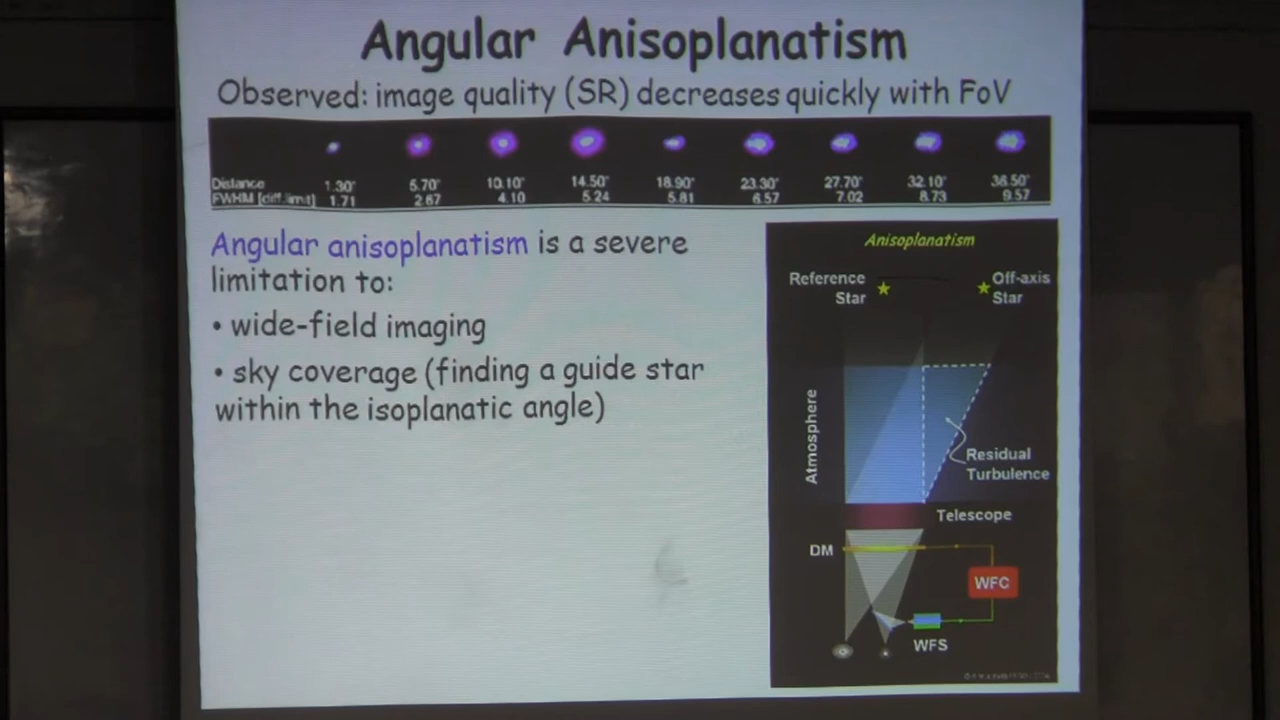 Angular Anisoplanatism
Observed: image quality (SR) decreases quickly with FoV
Distance 1.30" 5.70" 10.10" 14.50" 18.90" 23.30" 27.70" 32.10" 36.50"
FWHM [diff.limit] 1.71 2.67 4.10 5.24 5.81 6.57 7.02 8.73 9.57
Angular anisoplanatism is a severe
limitation to:
• wide-field imaging
• sky coverage (finding a guide star
within the isoplanatic angle)
Anisoplanatism
Reference
Star
Off-axis
Star
Atmosphere
Residual
Turbulence
Telescope
DM
WFC
WFS